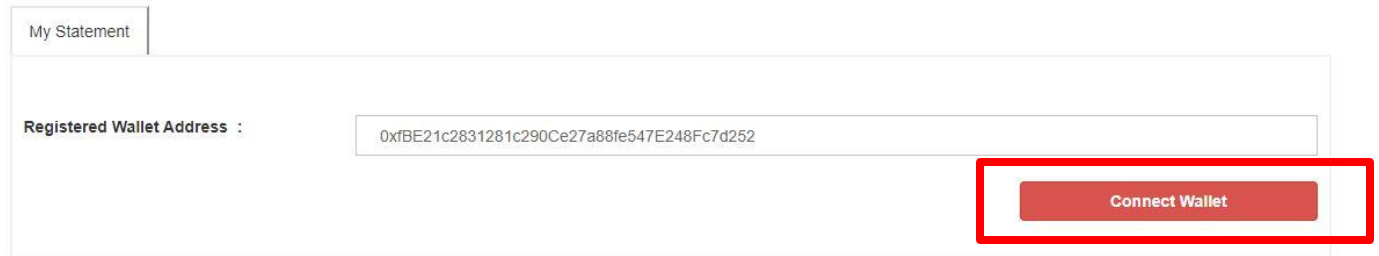 My Statement
Registered Wallet Address :
0xfBE21c2831281c290Ce27a88fe547E248Fc7d252
Connect Wallet